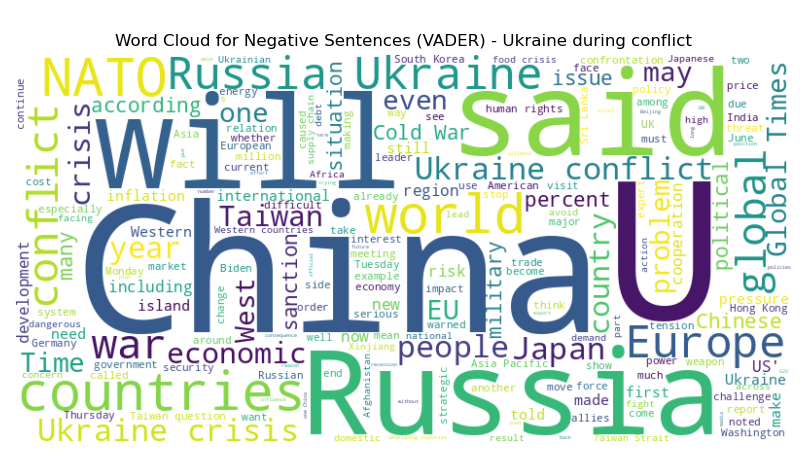 Word Cloud for Negative Sentences (VADER) - Ukraine during conflict
continue
NATO
Russia
Ukrainian
Ukraine
South Korea
food crisis
confrontation
Japanese
two
energy
debt
supply chain
caused
situation
making
way
even
see
human rights
issue
may
policy
among
UK
price
due
India
threat
June
must
high
Beijing
Global Times
according
one
relation
whether
Cold War
still
leader
said
Sri Lanka
conflict
crisis
will
Asia
fact
European
million
current
Africa
Ukraine conflict
inflation
international
already
region
use
American
visit
cost
especially
facing
many
year
Western
difficult
Taiwan
Western countries
take
world
lead
stop
avoid
major
percent
problem
expert
cooperation
political
global
action
China
U
development
Monday
market
including
island
Biden
change
West
sanction
interest
meeting
Tuesday
example
economy
side
order
impact
serious
new
risk
EU
military
trade
become
think
country
pressure
Hong Kong
Chinese
tension
system
dangerous
Germany
need
Time
war
around
economic
government
security
Russian
well
now
mean
national
warned
people
Japan
demand
part
Europe
US
power
weapon
much
Ukraine
challenge
across
report
concern
called
countries
end
Xinjiang
Afghanistan
Asia Pacific
another
show
move
force
made
allies
first
fight
come
noted
make
Washington
Thursday
Taiwan question
want
Russia
strategic
told
Ukraine crisis
domestic
developing countries
result
back
Taiwan Strait